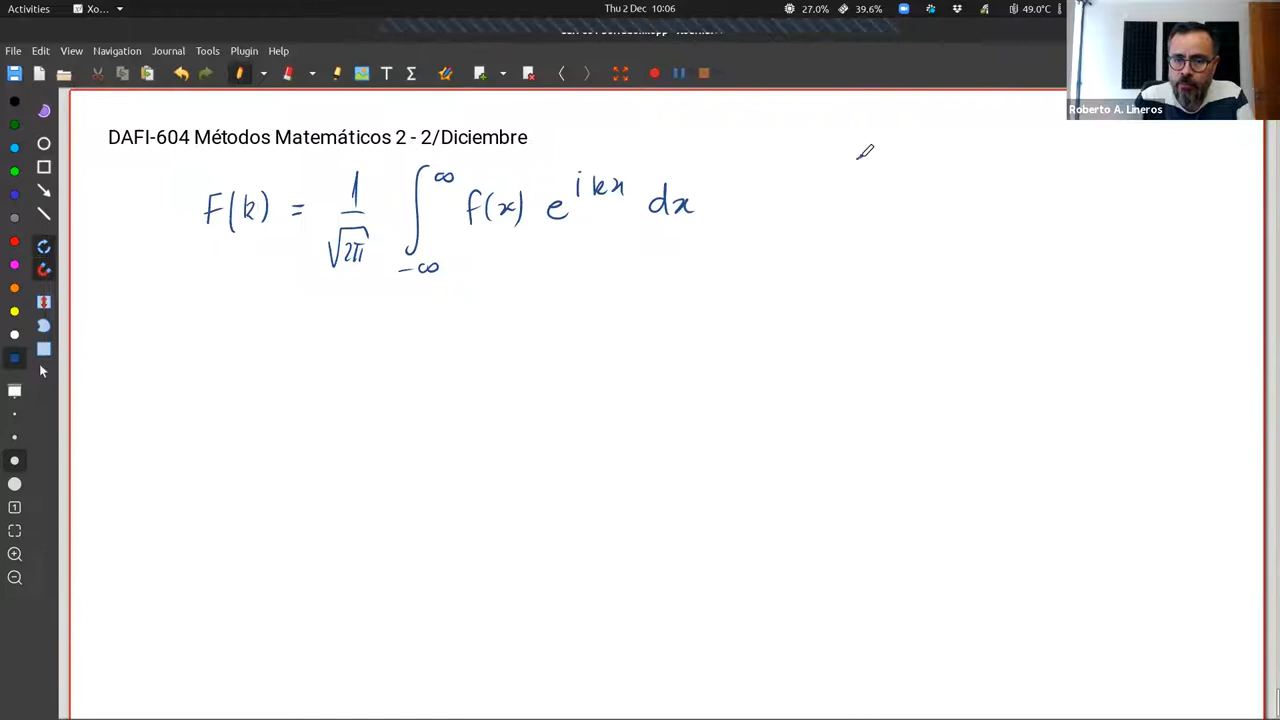 Activities Xo... Thu 2 Dec 10:06 27.0% 39.6% 49.0°C
File Edit View Navigation Journal Tools Plugin Help
Roberto A. Lineros
DAFI-604 Métodos Matemáticos 2 - 2/Diciembre
F(k) = 1/√2π ∫_{-∞}^{∞} f(x) e^{ikx} dx